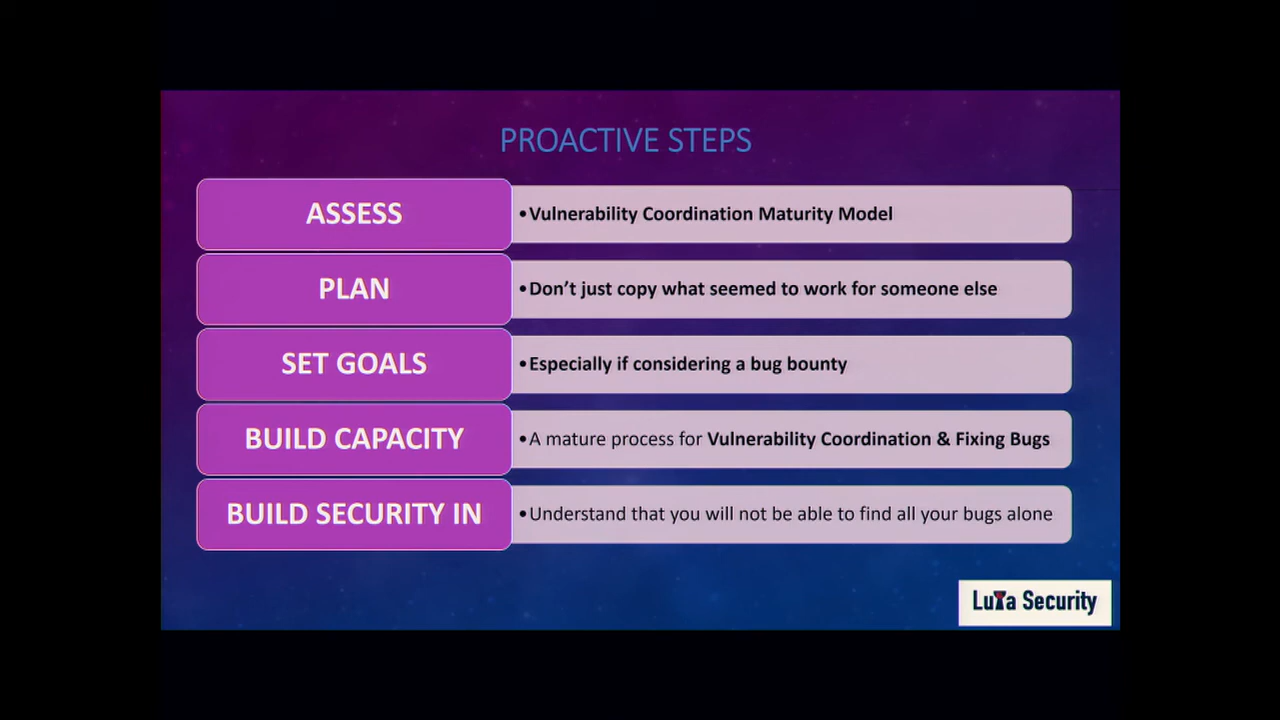 PROACTIVE STEPS
ASSESS
•Vulnerability Coordination Maturity Model
PLAN
•Don't just copy what seemed to work for someone else
SET GOALS
•Especially if considering a bug bounty
BUILD CAPACITY
•A mature process for Vulnerability Coordination & Fixing Bugs
BUILD SECURITY IN
•Understand that you will not be able to find all your bugs alone
Luta Security